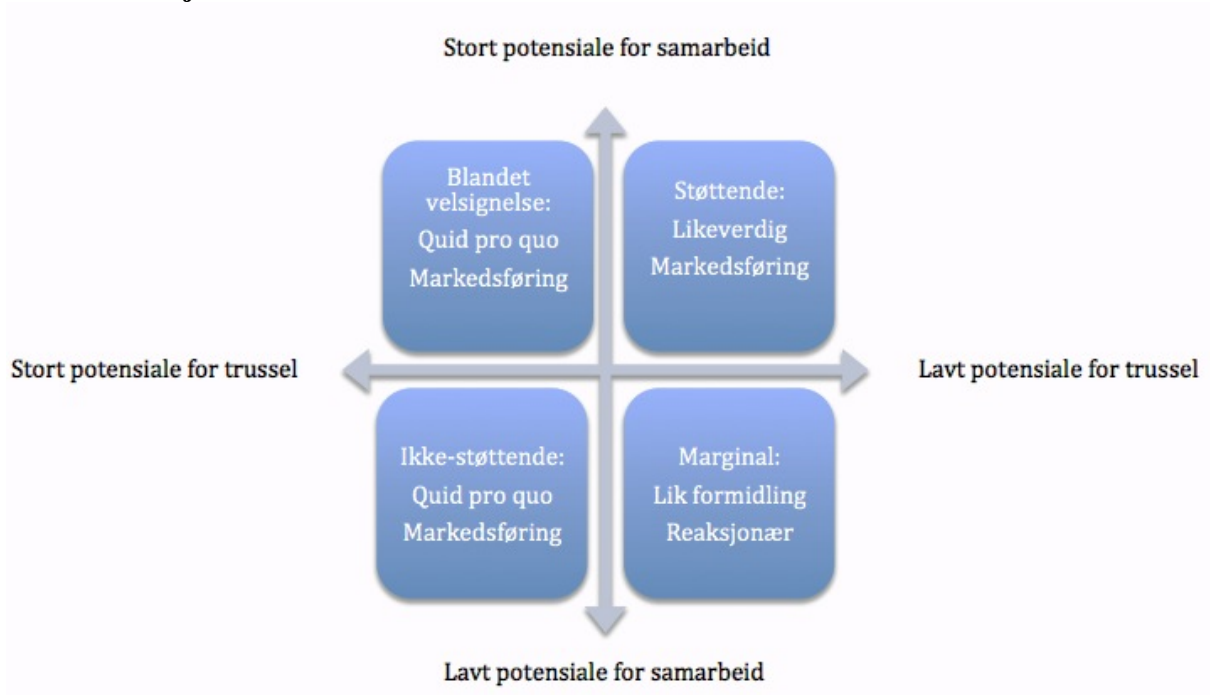 Stort potensiale for samarbeid
Blandet
velsignelse:
Quid pro quo
Markedsføring
Støttende:
Likeverdig
Markedsføring
Stort potensiale for trussel
Lavt potensiale for trussel
Ikke-støttende:
Quid pro quo
Markedsføring
Marginal:
Lik formidling
Reaksjonær
Lavt potensiale for samarbeid